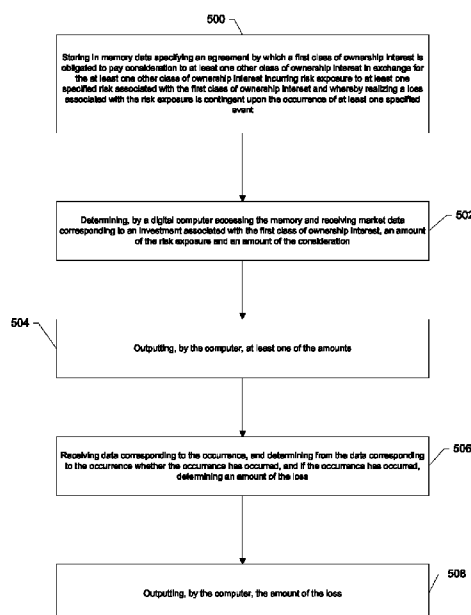 500
Storing in memory data specifying an agreement by which a first class of ownership interest is
obligated to pay consideration to at least one other class of ownership interest in exchange for
the at least one other class of ownership interest incurring risk exposure to at least one
specified risk associated with the first class of ownership interest and whereby realizing a loss
associated with the risk exposure is contingent upon the occurrence of at least one specified
event
502
Determining, by a digital computer accessing the memory and receiving market data
corresponding to an investment associated with the first class of ownership interest, an amount
of the risk exposure and an amount of the consideration
504
Outputting, by the computer, at least one of the amounts
506
Receiving data corresponding to the occurrence, and determining from the data corresponding
to the occurrence whether the occurrence has occurred, and if the occurrence has occurred,
determining an amount of the loss
508
Outputting, by the computer, the amount of the loss